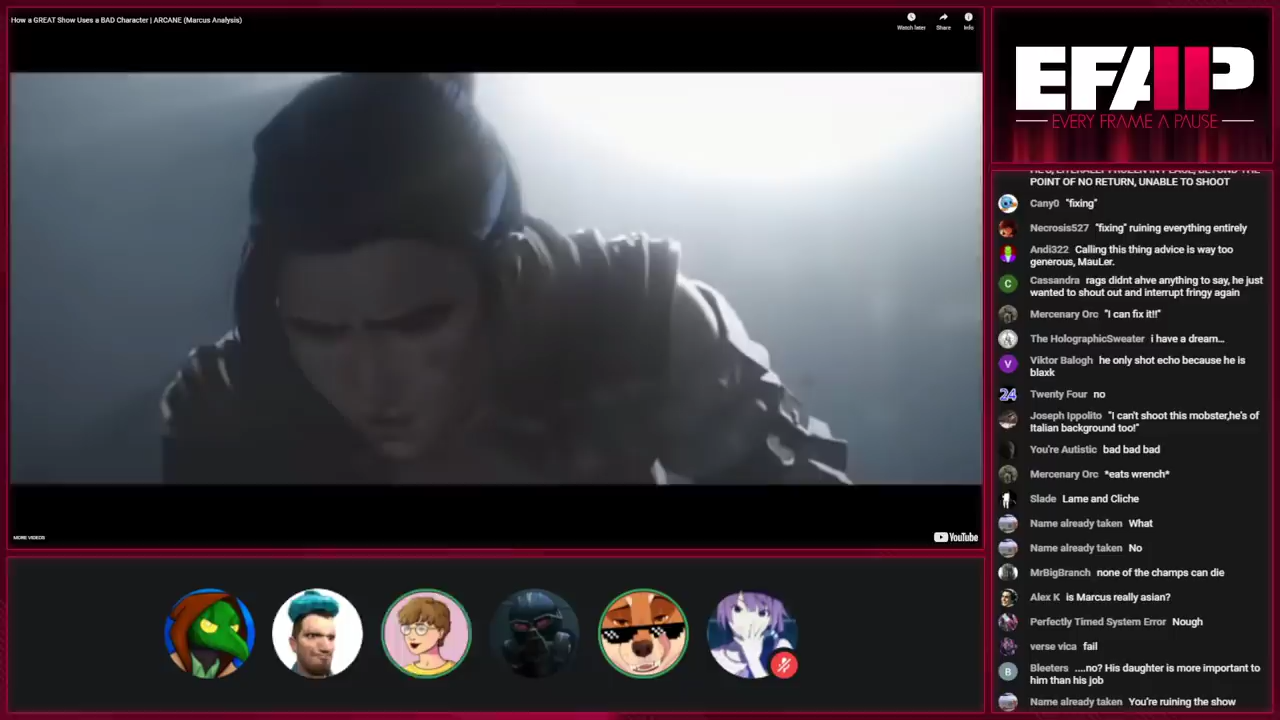 How a GREAT Show Uses a BAD Character | ARCANE (Marcus Analysis)
Watch later
Share
Info
MORE VIDEOS
YouTube
EFAP
EVERY FRAME A PAUSE
POINT OF NO RETURN, UNABLE TO SHOOT
Cany0 "fixing"
Necrosis527 "fixing" ruining everything entirely
Andi322 Calling this thing advice is way too
generous, MauLer.
C
Cassandra rags didnt ahve anything to say, he just
wanted to shout out and interrupt fringy again
Mercenary Orc "I can fix it!!"
The HolographicSweater i have a dream...
V
Viktor Balogh he only shot echo because he is
blaxk
24
Twenty Four no
Joseph Ippolito "I can't shoot this mobster,he's of
Italian background too!"
You're Autistic bad bad bad
Mercenary Orc *eats wrench*
Slade Lame and Cliche
Name already taken What
Name already taken No
MrBigBranch none of the champs can die
Alex K is Marcus really asian?
Perfectly Timed System Error Nough
verse vica fail
B
Bleeters ....no? His daughter is more important to
him than his job
Name already taken You're ruining the show